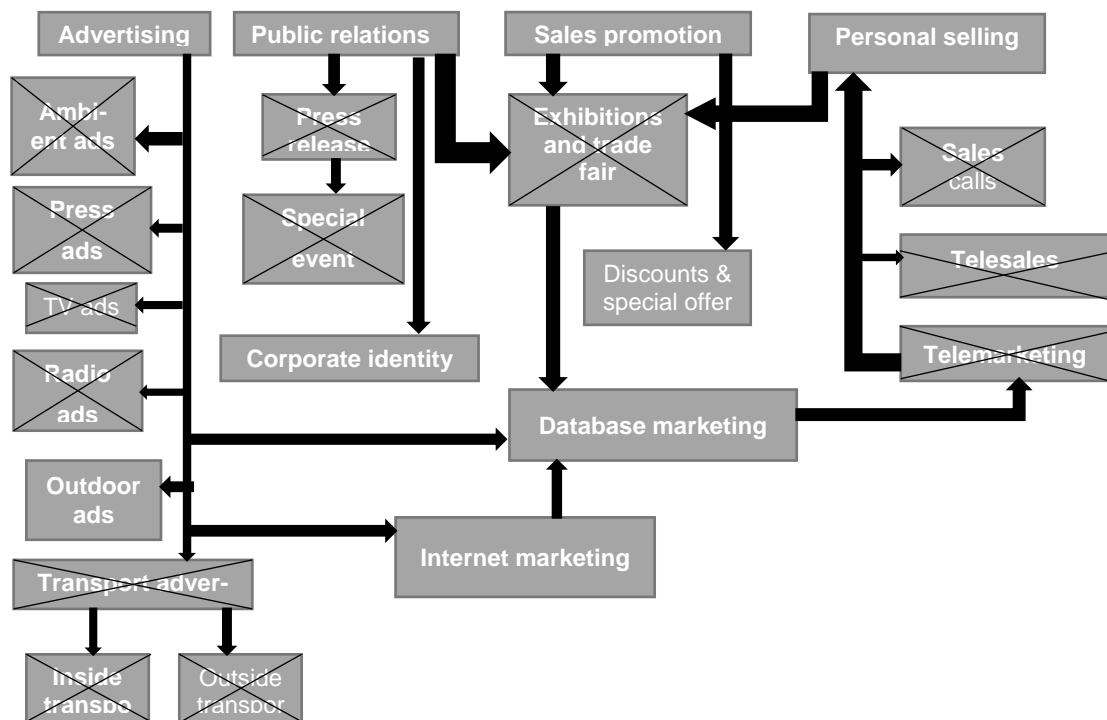 Advertising
Public relations
Sales promotion
Personal selling
Ambi-
ent ads
Press
release
Exhibitions
and trade
fair
Sales
calls
Press
ads
Special
event
Telesales
TV ads
Discounts &
special offer
Radio
ads
Corporate identity
Telemarketing
Database marketing
Outdoor
ads
Internet marketing
Transport adver-
Inside
transpo
Outside
transpor